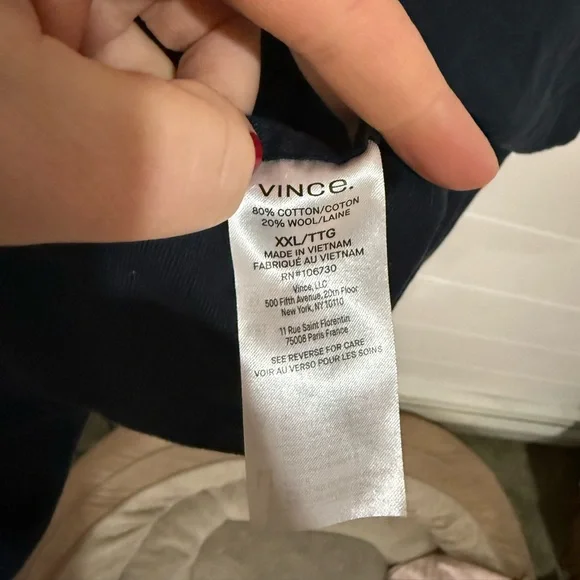 VINCE.
80% COTTON/COTON
20% WOOL/LAINE
XXL/TTG
MADE IN VIETNAM
FABRIQUÉ AU VIETNAM
RN#106730
Vince, LLC
500 Fifth Avenue, 20th Floor
New York, NY 10110
11 Rue Saint Florentin
75008 Paris France
SEE REVERSE FOR CARE
VOIR AU VERSO POUR LES SOINS